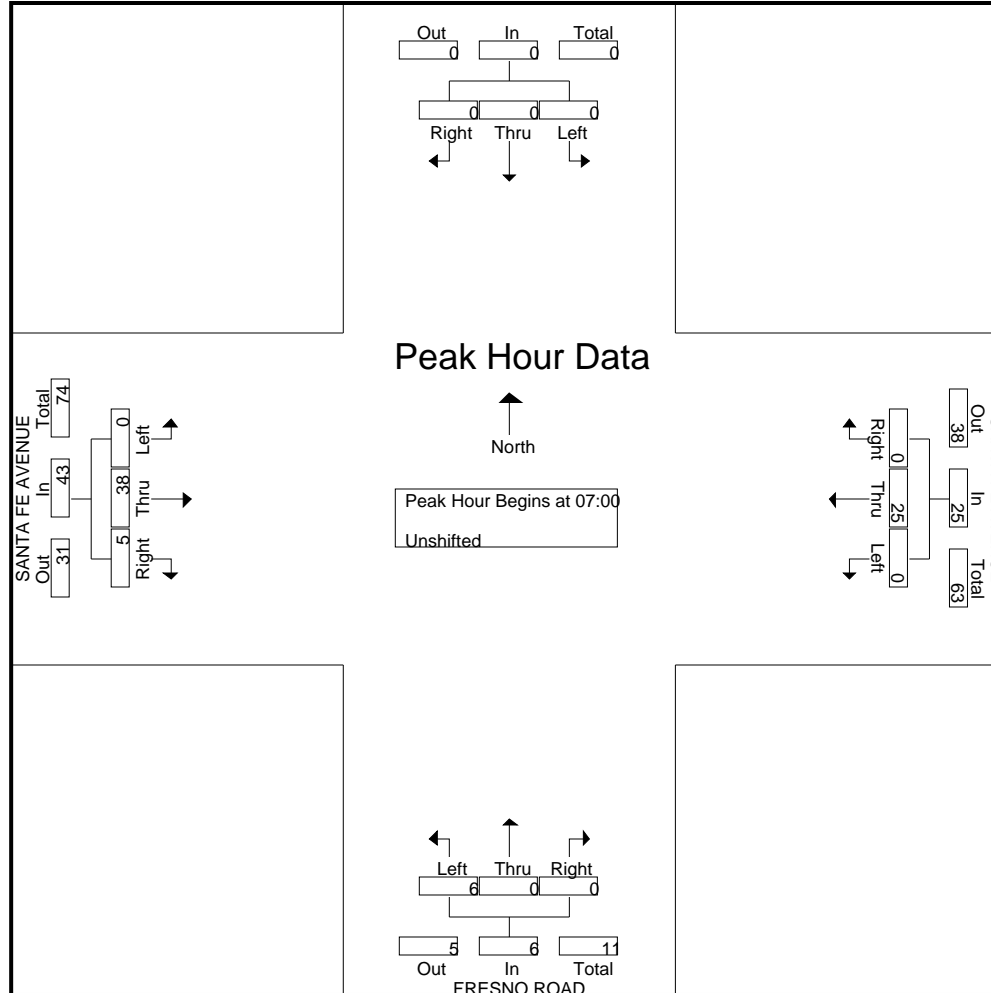 Out In Total
0 0 0
0 0 0
Right Thru Left
Peak Hour Data
North
Peak Hour Begins at 07:00
Unshifted
SANTA FE AVENUE
Total In Out
74 43 31
0 38 5
Left Thru Right
Right Thru Left
0 25 0
Out In Total
38 25 63
Left Thru Right
6 0 0
5 6 11
Out In Total
FRESNO ROAD